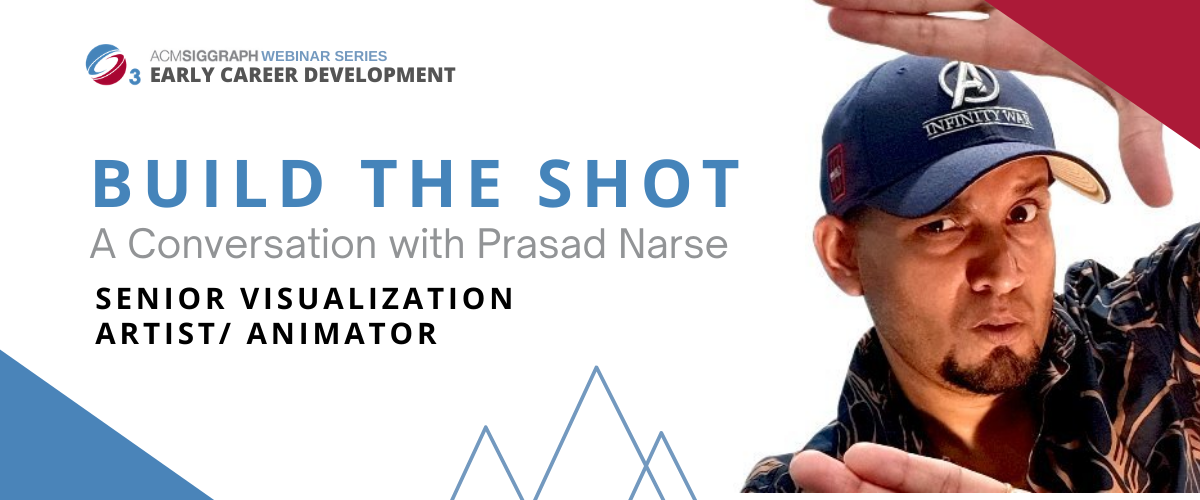 ACMSIGGRAPH WEBINAR SERIES
3 EARLY CAREER DEVELOPMENT
BUILD THE SHOT
A Conversation with Prasad Narse
SENIOR VISUALIZATION
ARTIST/ ANIMATOR
A
INFINITY WAR